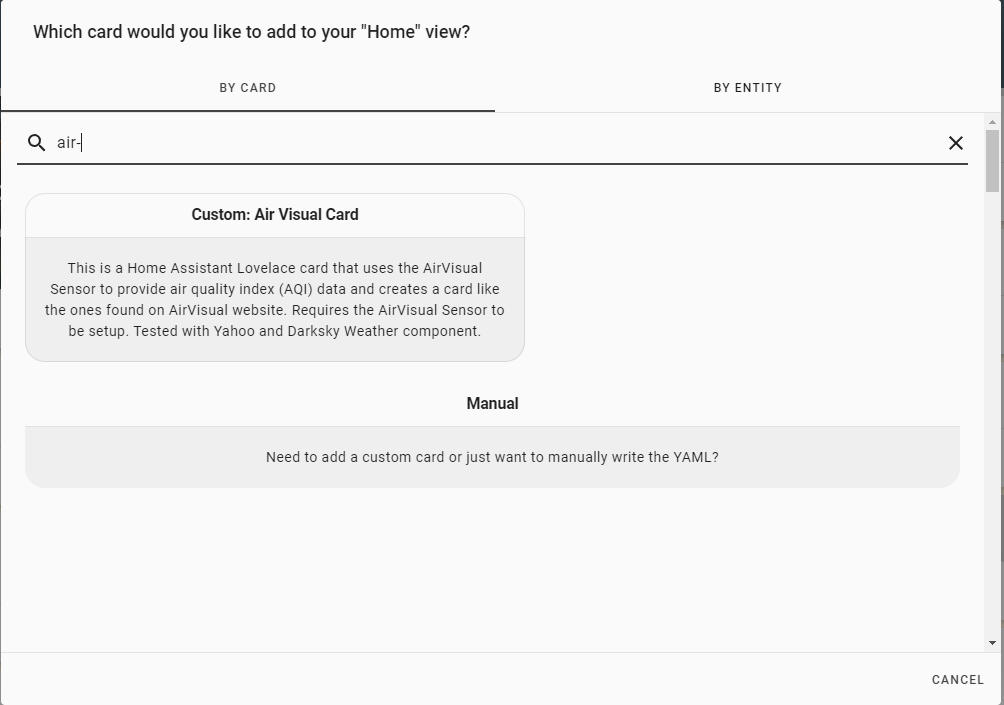 Which card would you like to add to your "Home" view?
BY CARD
BY ENTITY
air-
Custom: Air Visual Card
This is a Home Assistant Lovelace card that uses the AirVisual
Sensor to provide air quality index (AQI) data and creates a card like
the ones found on AirVisual website. Requires the AirVisual Sensor to
be setup. Tested with Yahoo and Darksky Weather component.
Manual
Need to add a custom card or just want to manually write the YAML?
CANCEL